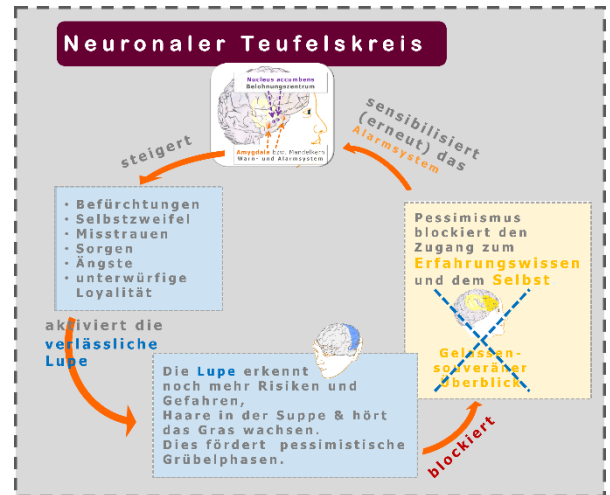 Neuronaler Teufelskreis
Nucleus accumbens
Belohnungszentrum
Amygdala bzw. Mandelkern
Warn- und Alarmsystem
steigert
· Befürchtungen
· Selbstzweifel
· Misstrauen
· Sorgen
· Ängste
· unterwürfige
Loyalität
aktiviert die
verlässliche
Lupe
Die Lupe erkennt
noch mehr Risiken und
Gefahren,
Haare in der Suppe & hört
das Gras wachsen.
Dies fördert pessimistische
Grübelphasen.
blockiert
Pessimismus
blockiert den
Zugang zum
Erfahrungswissen
und dem Selbst
Gelassen-
souveräner
Überblick
sensibilisiert
(erneut) das
Alarmsystem